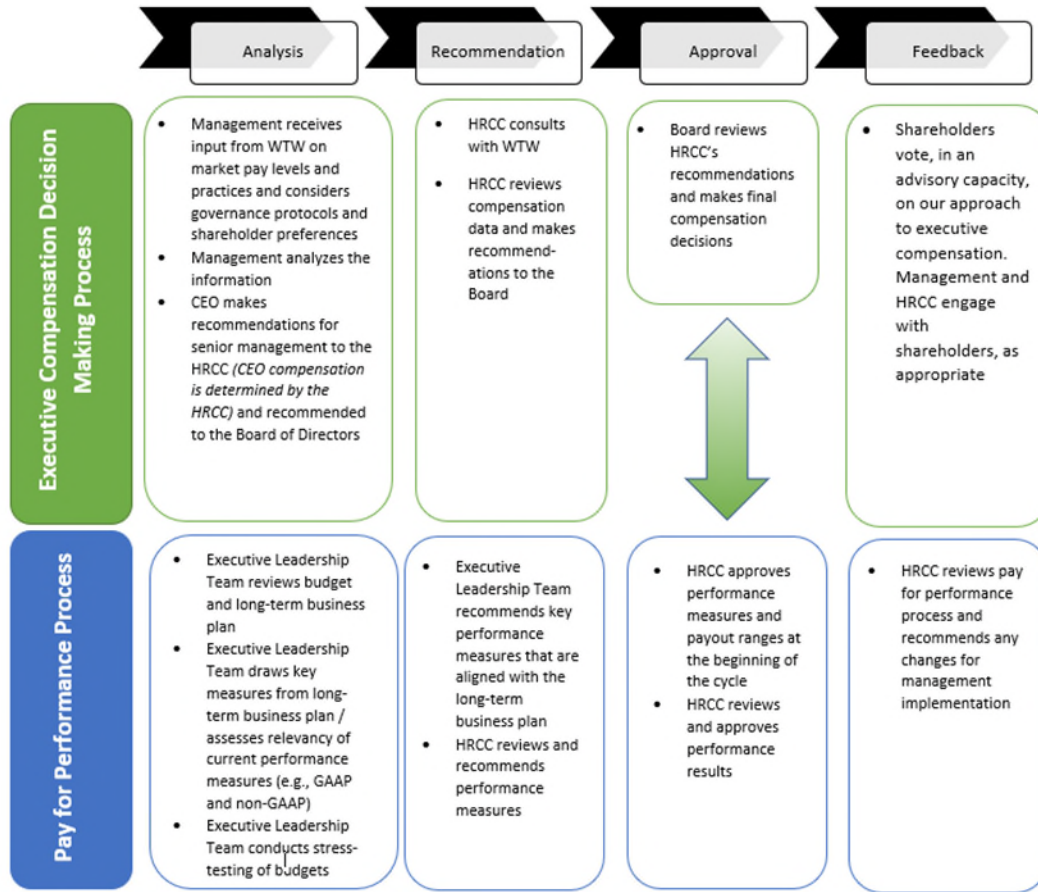 Analysis
Recommendation
Approval
Feedback
Executive Compensation Decision
Making Process
• Management receives
input from WTW on
market pay levels and
practices and considers
governance protocols and
shareholder preferences
• Management analyzes the
information
• CEO makes
recommendations for
senior management to the
HRCC (CEO compensation
is determined by the
HRCC) and recommended
to the Board of Directors
• HRCC consults
with WTW
• HRCC reviews
compensation
data and makes
recommend-
ations to the
Board
• Board reviews
HRCC’s
recommendations
and makes final
compensation
decisions
• Shareholders
vote, in an
advisory capacity,
on our approach
to executive
compensation.
Management and
HRCC engage
with
shareholders, as
appropriate
Pay for Performance Process
• Executive Leadership
Team reviews budget
and long-term business
plan
• Executive Leadership
Team draws key
measures from long-
term business plan /
assesses relevancy of
current performance
measures (e.g., GAAP
and non-GAAP)
• Executive Leadership
Team conducts stress-
testing of budgets
• Executive
Leadership Team
recommends key
performance
measures that are
aligned with the
long-term
business plan
• HRCC reviews and
recommends
performance
measures
• HRCC approves
performance
measures and
payout ranges at
the beginning of
the cycle
• HRCC reviews
and approves
performance
results
• HRCC reviews pay
for performance
process and
recommends any
changes for
management
implementation